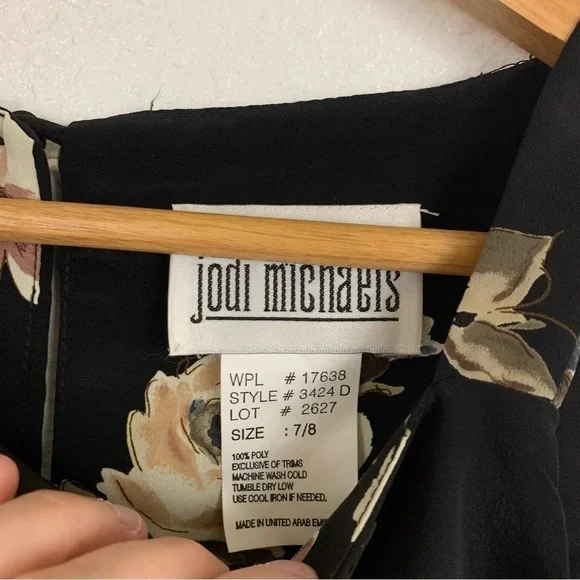 jodi michaels
WPL # 17638
STYLE # 3424 D
LOT # 2627
SIZE : 7/8
100% POLY
EXCLUSIVE OF TRIMS
MACHINE WASH COLD
TUMBLE DRY LOW
USE COOL IRON IF NEEDED.
MADE IN UNITED ARAB EMI